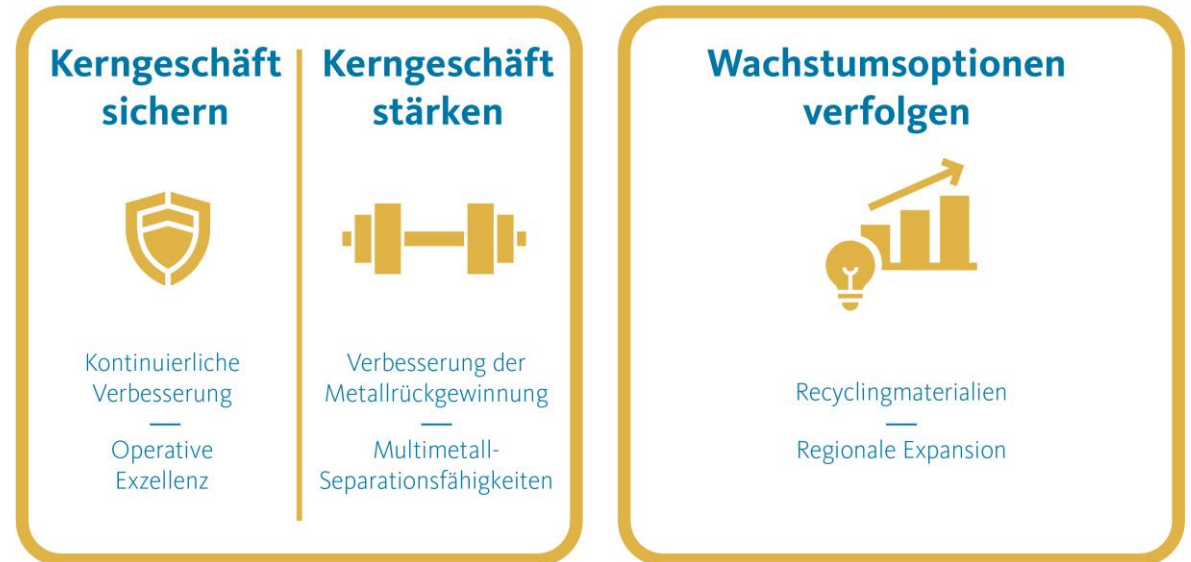 Kerngeschäft
sichern
Kontinuierliche
Verbesserung
Operative
Exzellenz
Kerngeschäft
stärken
Verbesserung der
Metallrückgewinnung
Multimetall-
Separationsfähigkeiten
Wachstumsoptionen
verfolgen
Recyclingmaterialien
Regionale Expansion